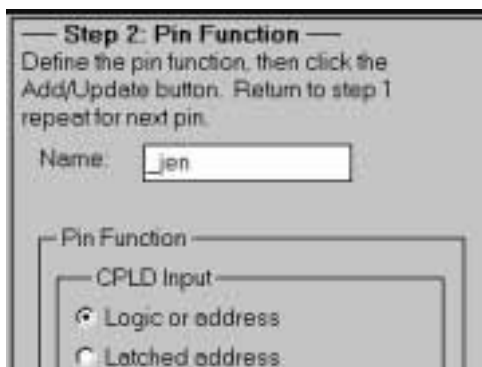 Step 2: Pin Function
Define the pin function, then click the
Add/Update button. Return to step 1
repeat for next pin.
Name: _jen
Pin Function
CPLD Input
Logic or address
Latched address